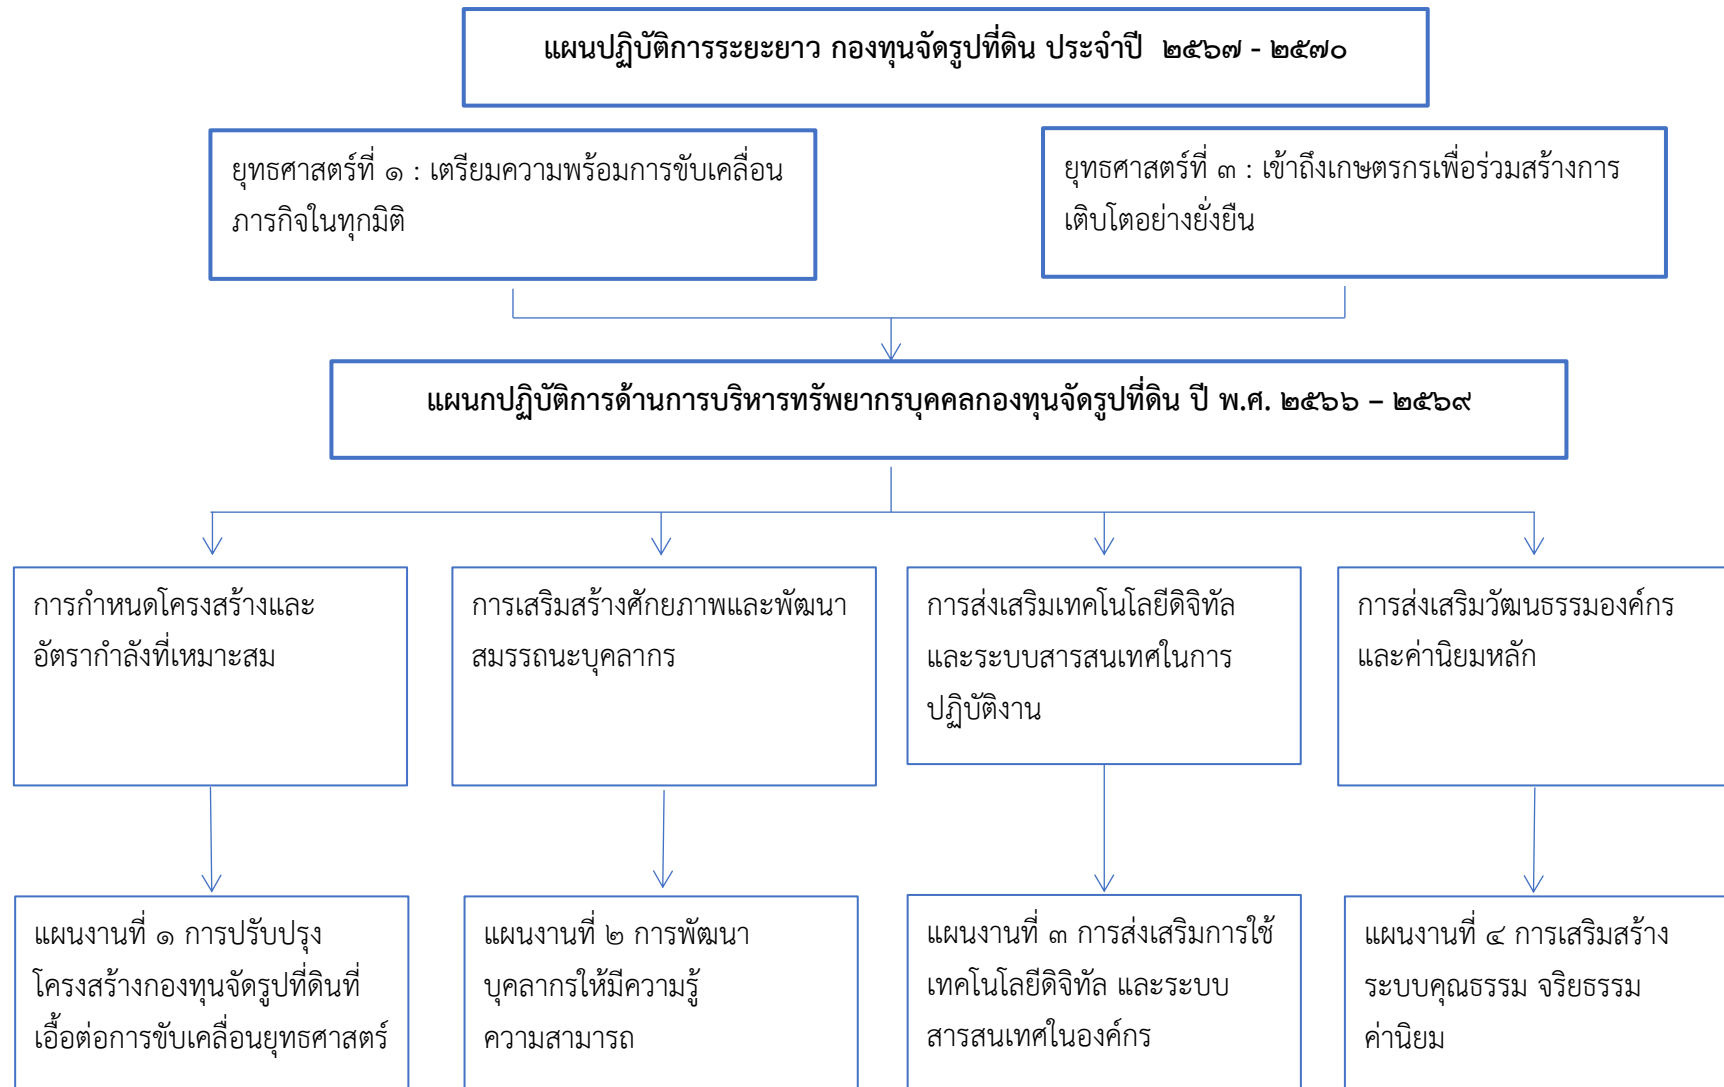 แผนปฏิบัติการระยะยาว กองทุนจัดรูปที่ดิน ประจำปี ๒๕๖๗ - ๒๕๗๐
ยุทธศาสตร์ที่ ๑ : เตรียมความพร้อมการขับเคลื่อน
ภารกิจในทุกมิติ
ยุทธศาสตร์ที่ ๓ : เข้าถึงเกษตรกรเพื่อร่วมสร้างการ
เติบโตอย่างยั่งยืน
แผนกปฏิบัติการด้านการบริหารทรัพยากรบุคคลกองทุนจัดรูปที่ดิน ปี พ.ศ. ๒๕๖๖ – ๒๕๖๙
การกำหนดโครงสร้างและ
อัตรากำลังที่เหมาะสม
การเสริมสร้างศักยภาพและพัฒนา
สมรรถนะบุคลากร
การส่งเสริมเทคโนโลยีดิจิทัล
และระบบสารสนเทศในการ
ปฏิบัติงาน
การส่งเสริมวัฒนธรรมองค์กร
และค่านิยมหลัก
แผนงานที่ ๑ การปรับปรุง
โครงสร้างกองทุนจัดรูปที่ดินที่
เอื้อต่อการขับเคลื่อนยุทธศาสตร์
แผนงานที่ ๒ การพัฒนา
บุคลากรให้มีความรู้
ความสามารถ
แผนงานที่ ๓ การส่งเสริมการใช้
เทคโนโลยีดิจิทัล และระบบ
สารสนเทศในองค์กร
แผนงานที่ ๔ การเสริมสร้าง
ระบบคุณธรรม จริยธรรม
ค่านิยม